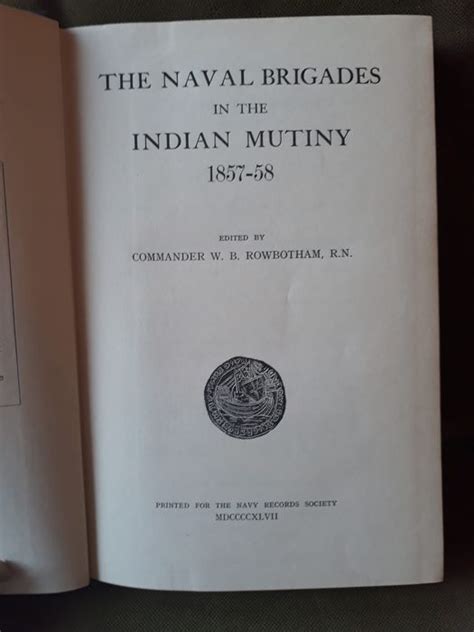 THE NAVAL BRIGADES
IN THE
INDIAN MUTINY
1857-58
EDITED BY
COMMANDER W. B. ROWBOTHAM, R.N.
PRINTED FOR THE NAVY RECORDS SOCIETY
MDCCCCXLVII